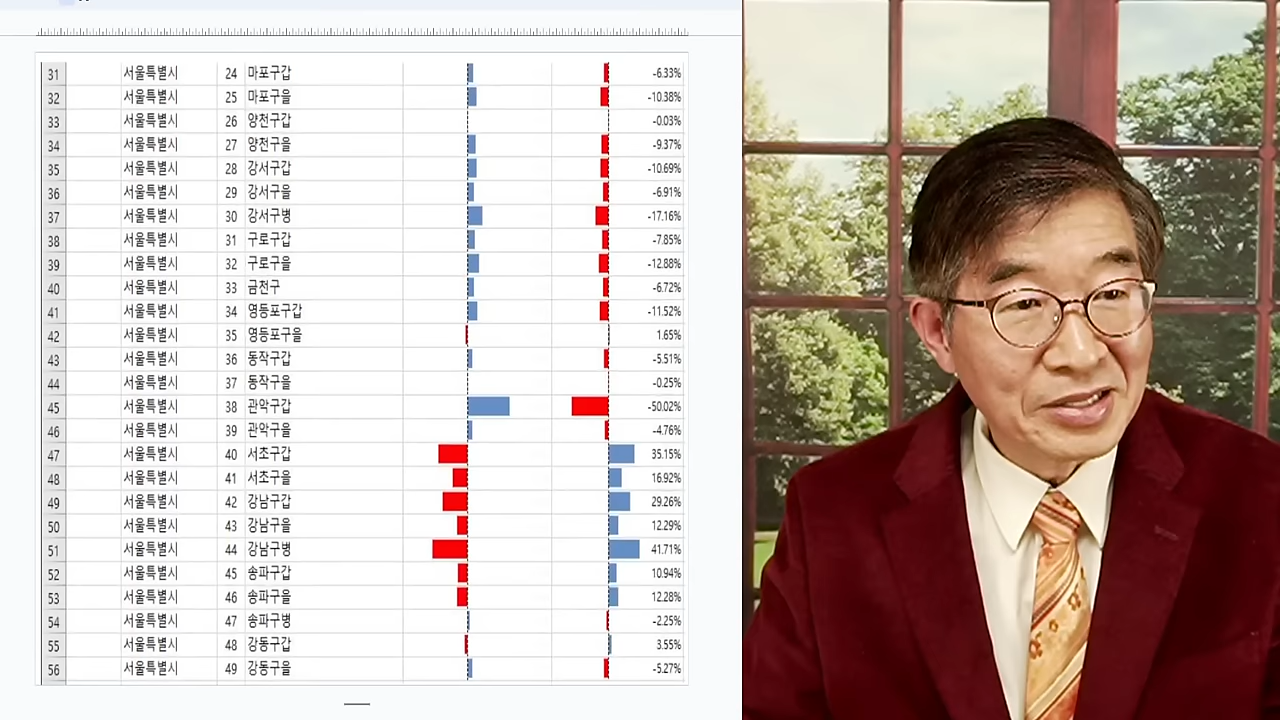 31 서울특별시 24 마포구갑 -6.33%
32 서울특별시 25 마포구을 -10.38%
33 서울특별시 26 양천구갑 -0.03%
34 서울특별시 27 양천구을 -9.37%
35 서울특별시 28 강서구갑 -10.69%
36 서울특별시 29 강서구을 -6.91%
37 서울특별시 30 강서구병 -17.16%
38 서울특별시 31 구로구갑 -7.85%
39 서울특별시 32 구로구을 -12.88%
40 서울특별시 33 금천구 -6.72%
41 서울특별시 34 영등포구갑 -11.52%
42 서울특별시 35 영등포구을 1.65%
43 서울특별시 36 동작구갑 -5.51%
44 서울특별시 37 동작구을 -0.25%
45 서울특별시 38 관악구갑 -50.02%
46 서울특별시 39 관악구을 -4.76%
47 서울특별시 40 서초구갑 35.15%
48 서울특별시 41 서초구을 16.92%
49 서울특별시 42 강남구갑 29.26%
50 서울특별시 43 강남구을 12.29%
51 서울특별시 44 강남구병 41.71%
52 서울특별시 45 송파구갑 10.94%
53 서울특별시 46 송파구을 12.28%
54 서울특별시 47 송파구병 -2.25%
55 서울특별시 48 강동구갑 3.55%
56 서울특별시 49 강동구을 -5.27%